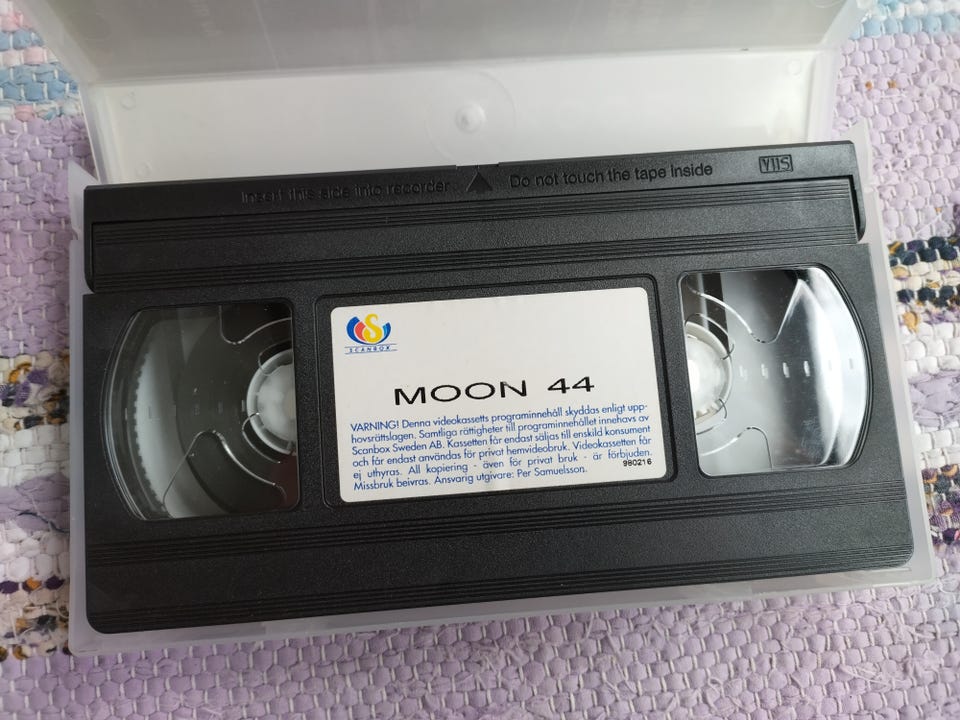 Insert this side into recorder Do not touch the tape inside VHS
SCANBOX
MOON 44
VARNING! Denna videokassetts programinnehåll skyddas enligt upp-
hovsrättslagen. Samtliga rättigheter till programinnehållet innehavs av
Scanbox Sweden AB. Kassetten får endast säljas till enskild konsument
och får endast användas för privat hemvideobruk. Videokassetten får
ej uthyras. All kopiering - även för privat bruk - är förbjuden.
Missbruk beivras. Ansvarig utgivare: Per Samuelsson.
980216